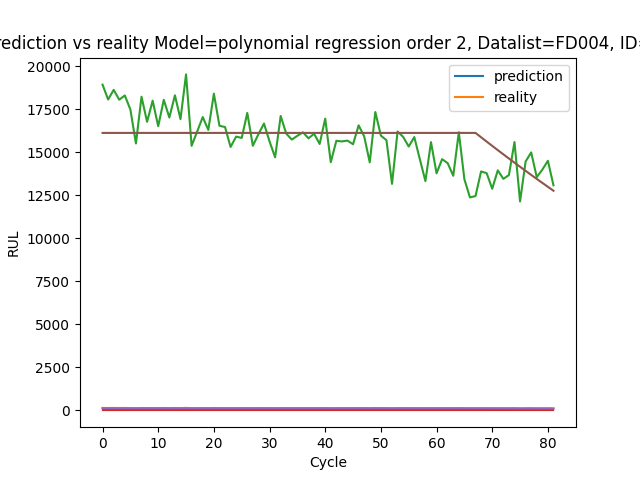 rediction vs reality Model=polynomial regression order 2, Datalist=FD004, ID=
prediction
reality
RUL
20000
17500
15000
12500
10000
7500
5000
2500
0
0 10 20 30 40 50 60 70 80
Cycle